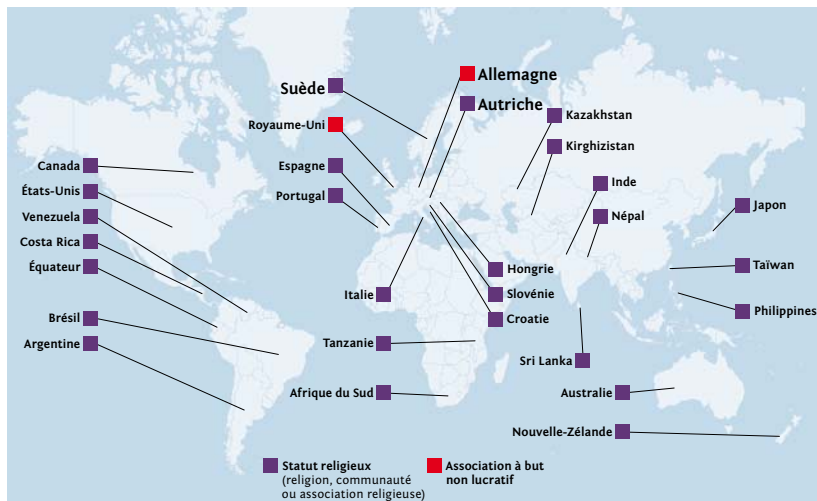 Suède
Allemagne
Autriche
Royaume-Uni
Kazakhstan
Kirghizistan
Canada
Espagne
États-Unis
Portugal
Inde
Japon
Venezuela
Népal
Costa Rica
Équateur
Hongrie
Taïwan
Italie
Slovénie
Brésil
Croatie
Philippines
Argentine
Tanzanie
Sri Lanka
Afrique du Sud
Australie
Nouvelle-Zélande
Statut religieux
(religion, communauté
ou association religieuse)
Association à but
non lucratif